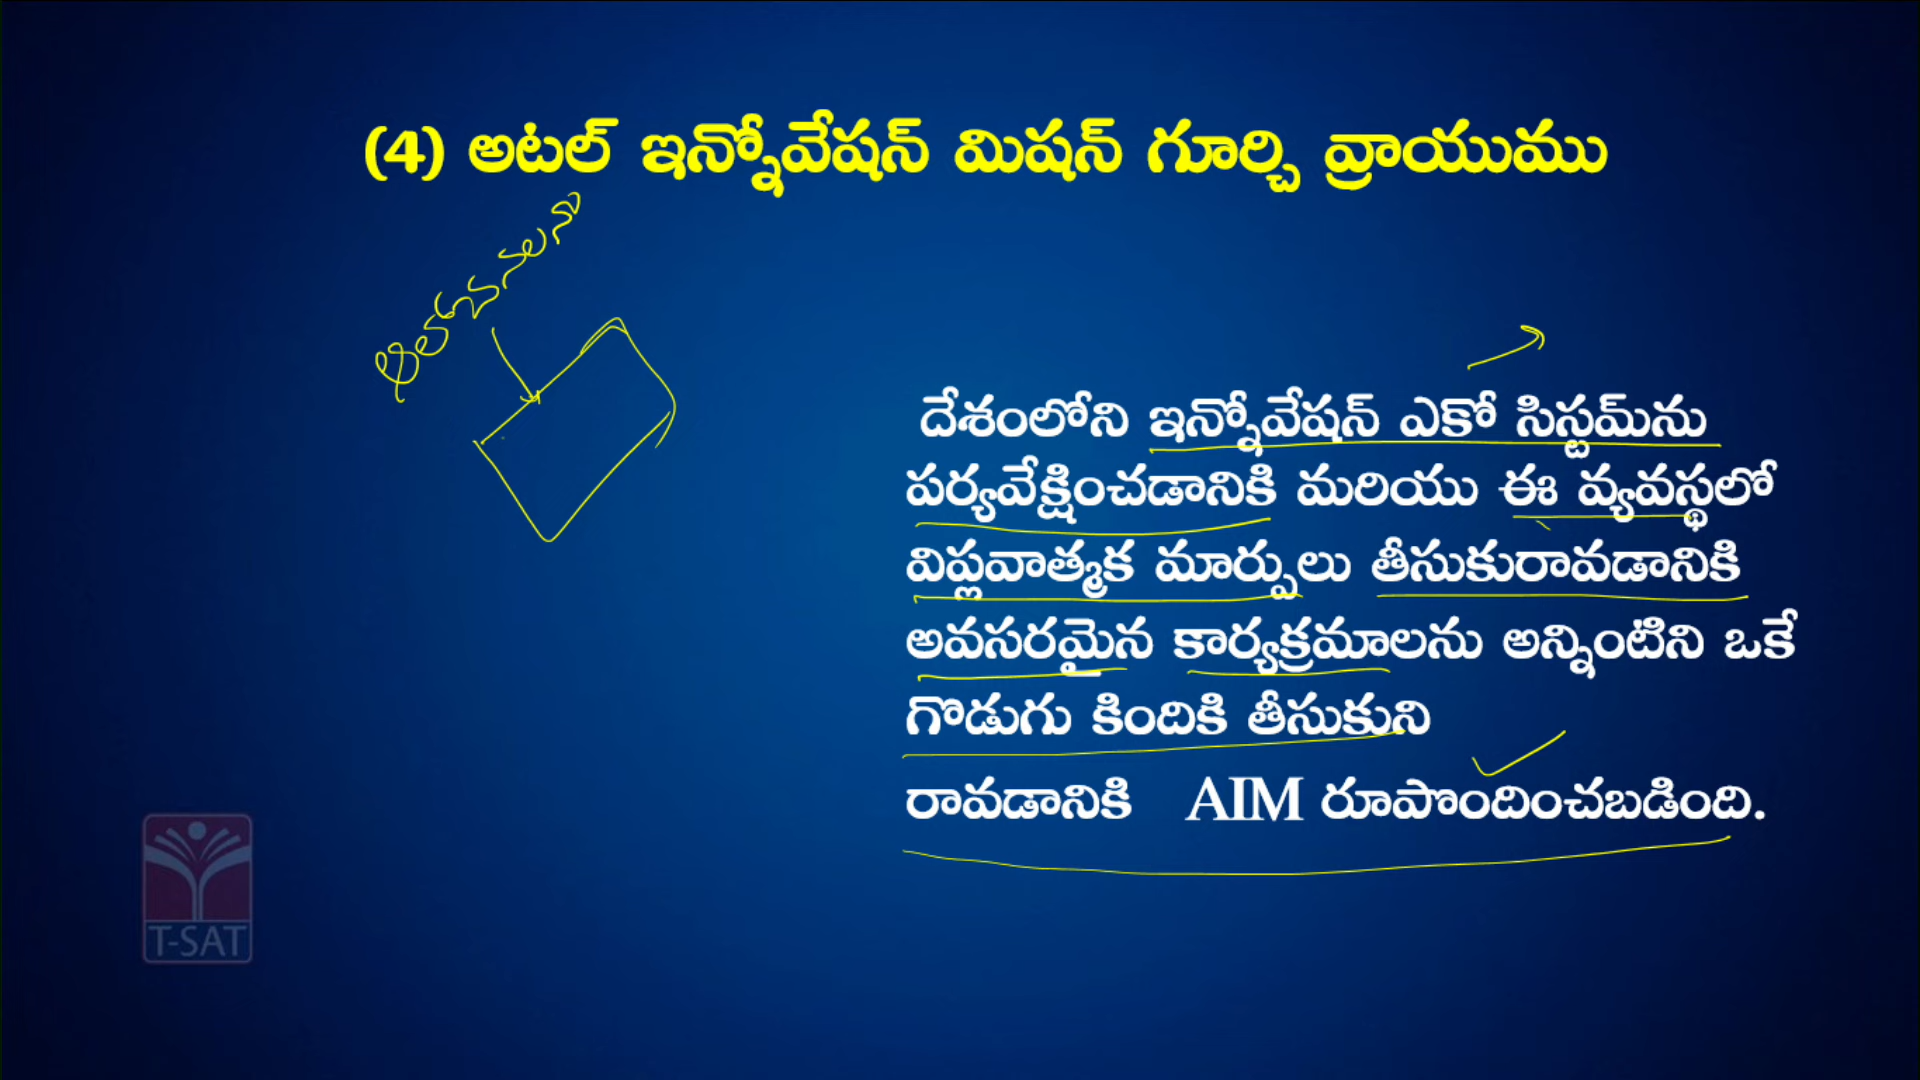 (4) అటల్ ఇన్నోవేషన్ మిషన్ గూర్చి వ్రాయుము
దేశంలోని ఇన్నోవేషన్ ఎకో సిస్టమ్‌ను
పర్యవేక్షించడానికి మరియు ఈ వ్యవస్థలో
విప్లవాత్మక మార్పులు తీసుకురావడానికి
అవసరమైన కార్యక్రమాలను అన్నింటిని ఒకే
గొడుగు కిందికి తీసుకుని
రావడానికి AIM రూపొందించబడింది.
T-SAT